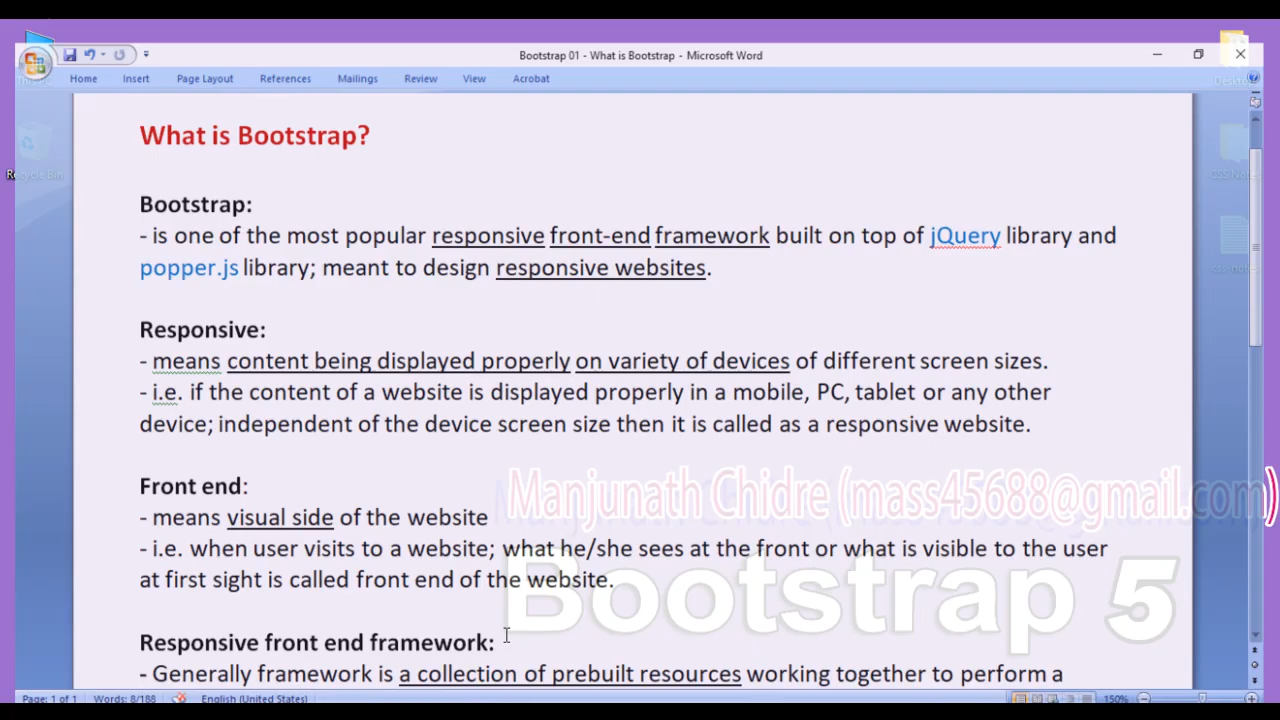 Bootstrap 01 - What is Bootstrap - Microsoft Word
Home Insert Page Layout References Mailings Review View Acrobat
What is Bootstrap?
Bootstrap:
- is one of the most popular responsive front-end framework built on top of jQuery library and
popper.js library; meant to design responsive websites.
Recycle Bin
Responsive:
- means content being displayed properly on variety of devices of different screen sizes.
- i.e. if the content of a website is displayed properly in a mobile, PC, tablet or any other
device; independent of the device screen size then it is called as a responsive website.
Front end:
Manjunath Chidre (mass45688@gmail.com)
- means visual side of the website
- i.e. when user visits to a website; what he/she sees at the front or what is visible to the user
at first sight is called front end of the website.
Bootstrap 5
Responsive front end framework:
- Generally framework is a collection of prebuilt resources working together to perform a
Page: 1 of 1 Words: 8/188 English (United States) 150%